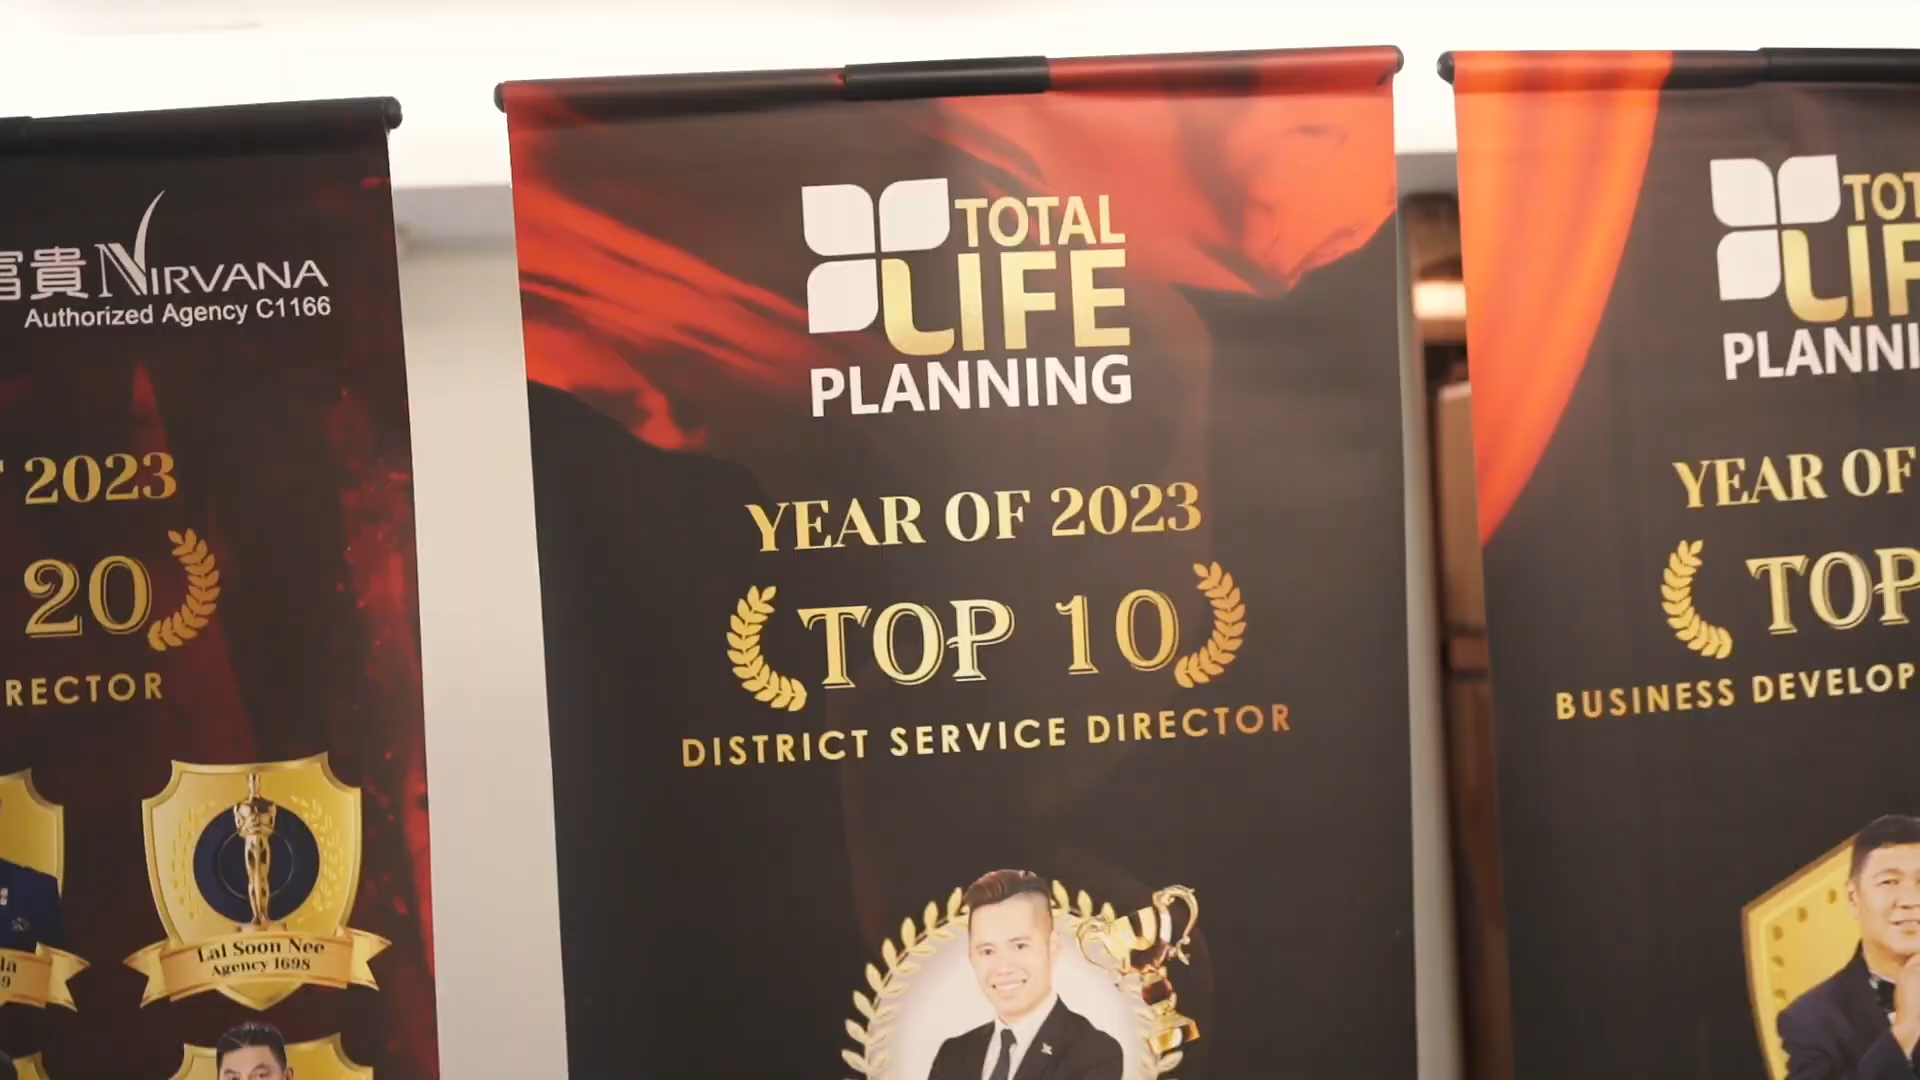 富貴 NIRVANA
Authorized Agency C1166
2023
20
RECTOR
Lai Soon Nee
Agency 1698
TOTAL
LIFE
PLANNING
YEAR OF 2023
TOP 10
DISTRICT SERVICE DIRECTOR
TOT
LIF
PLANNI
YEAR OF
TOP
BUSINESS DEVELOP